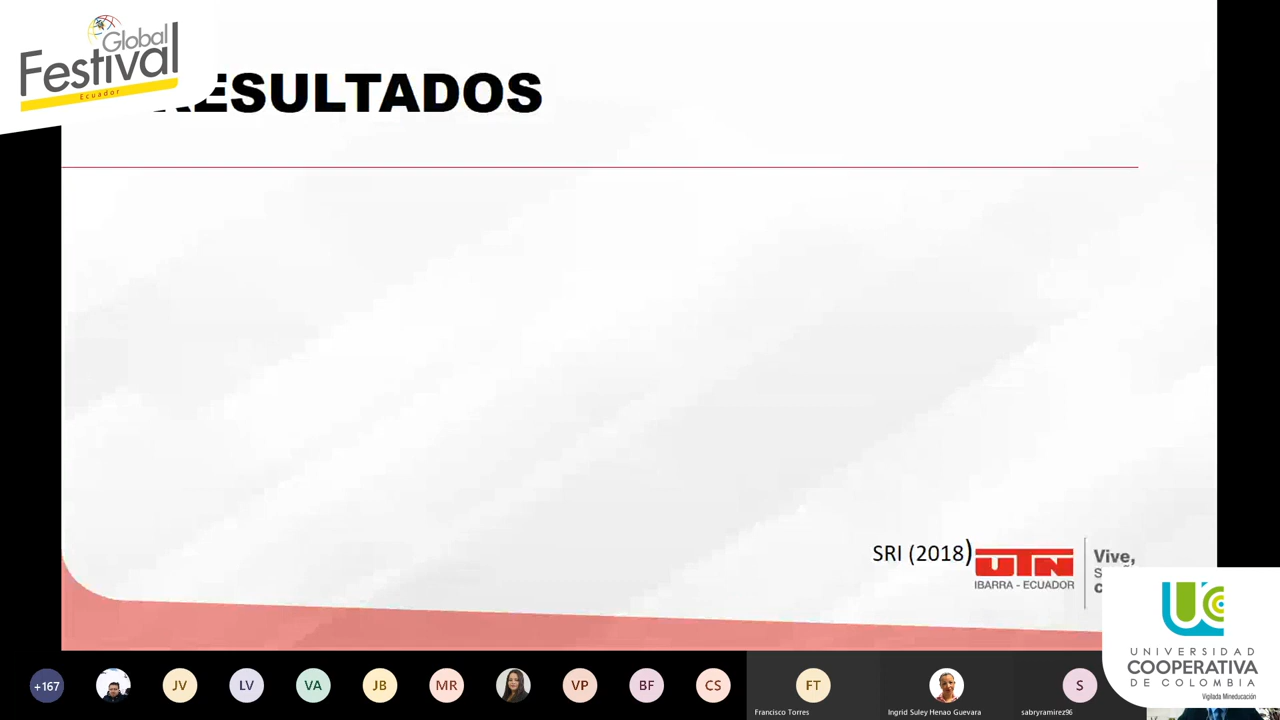 Global
Festival
Ecuador
RESULTADOS
SRI (2018)
UTN
IBARRA - ECUADOR
Vive,
UC
UNIVERSIDAD
COOPERATIVA
DE COLOMBIA
Vigilada Mineducación
+167
JV
LV
VA
JB
MR
VP
BF
CS
FT
S
Francisco Torres
Ingrid Suley Henao Guevara
sabryramirez96